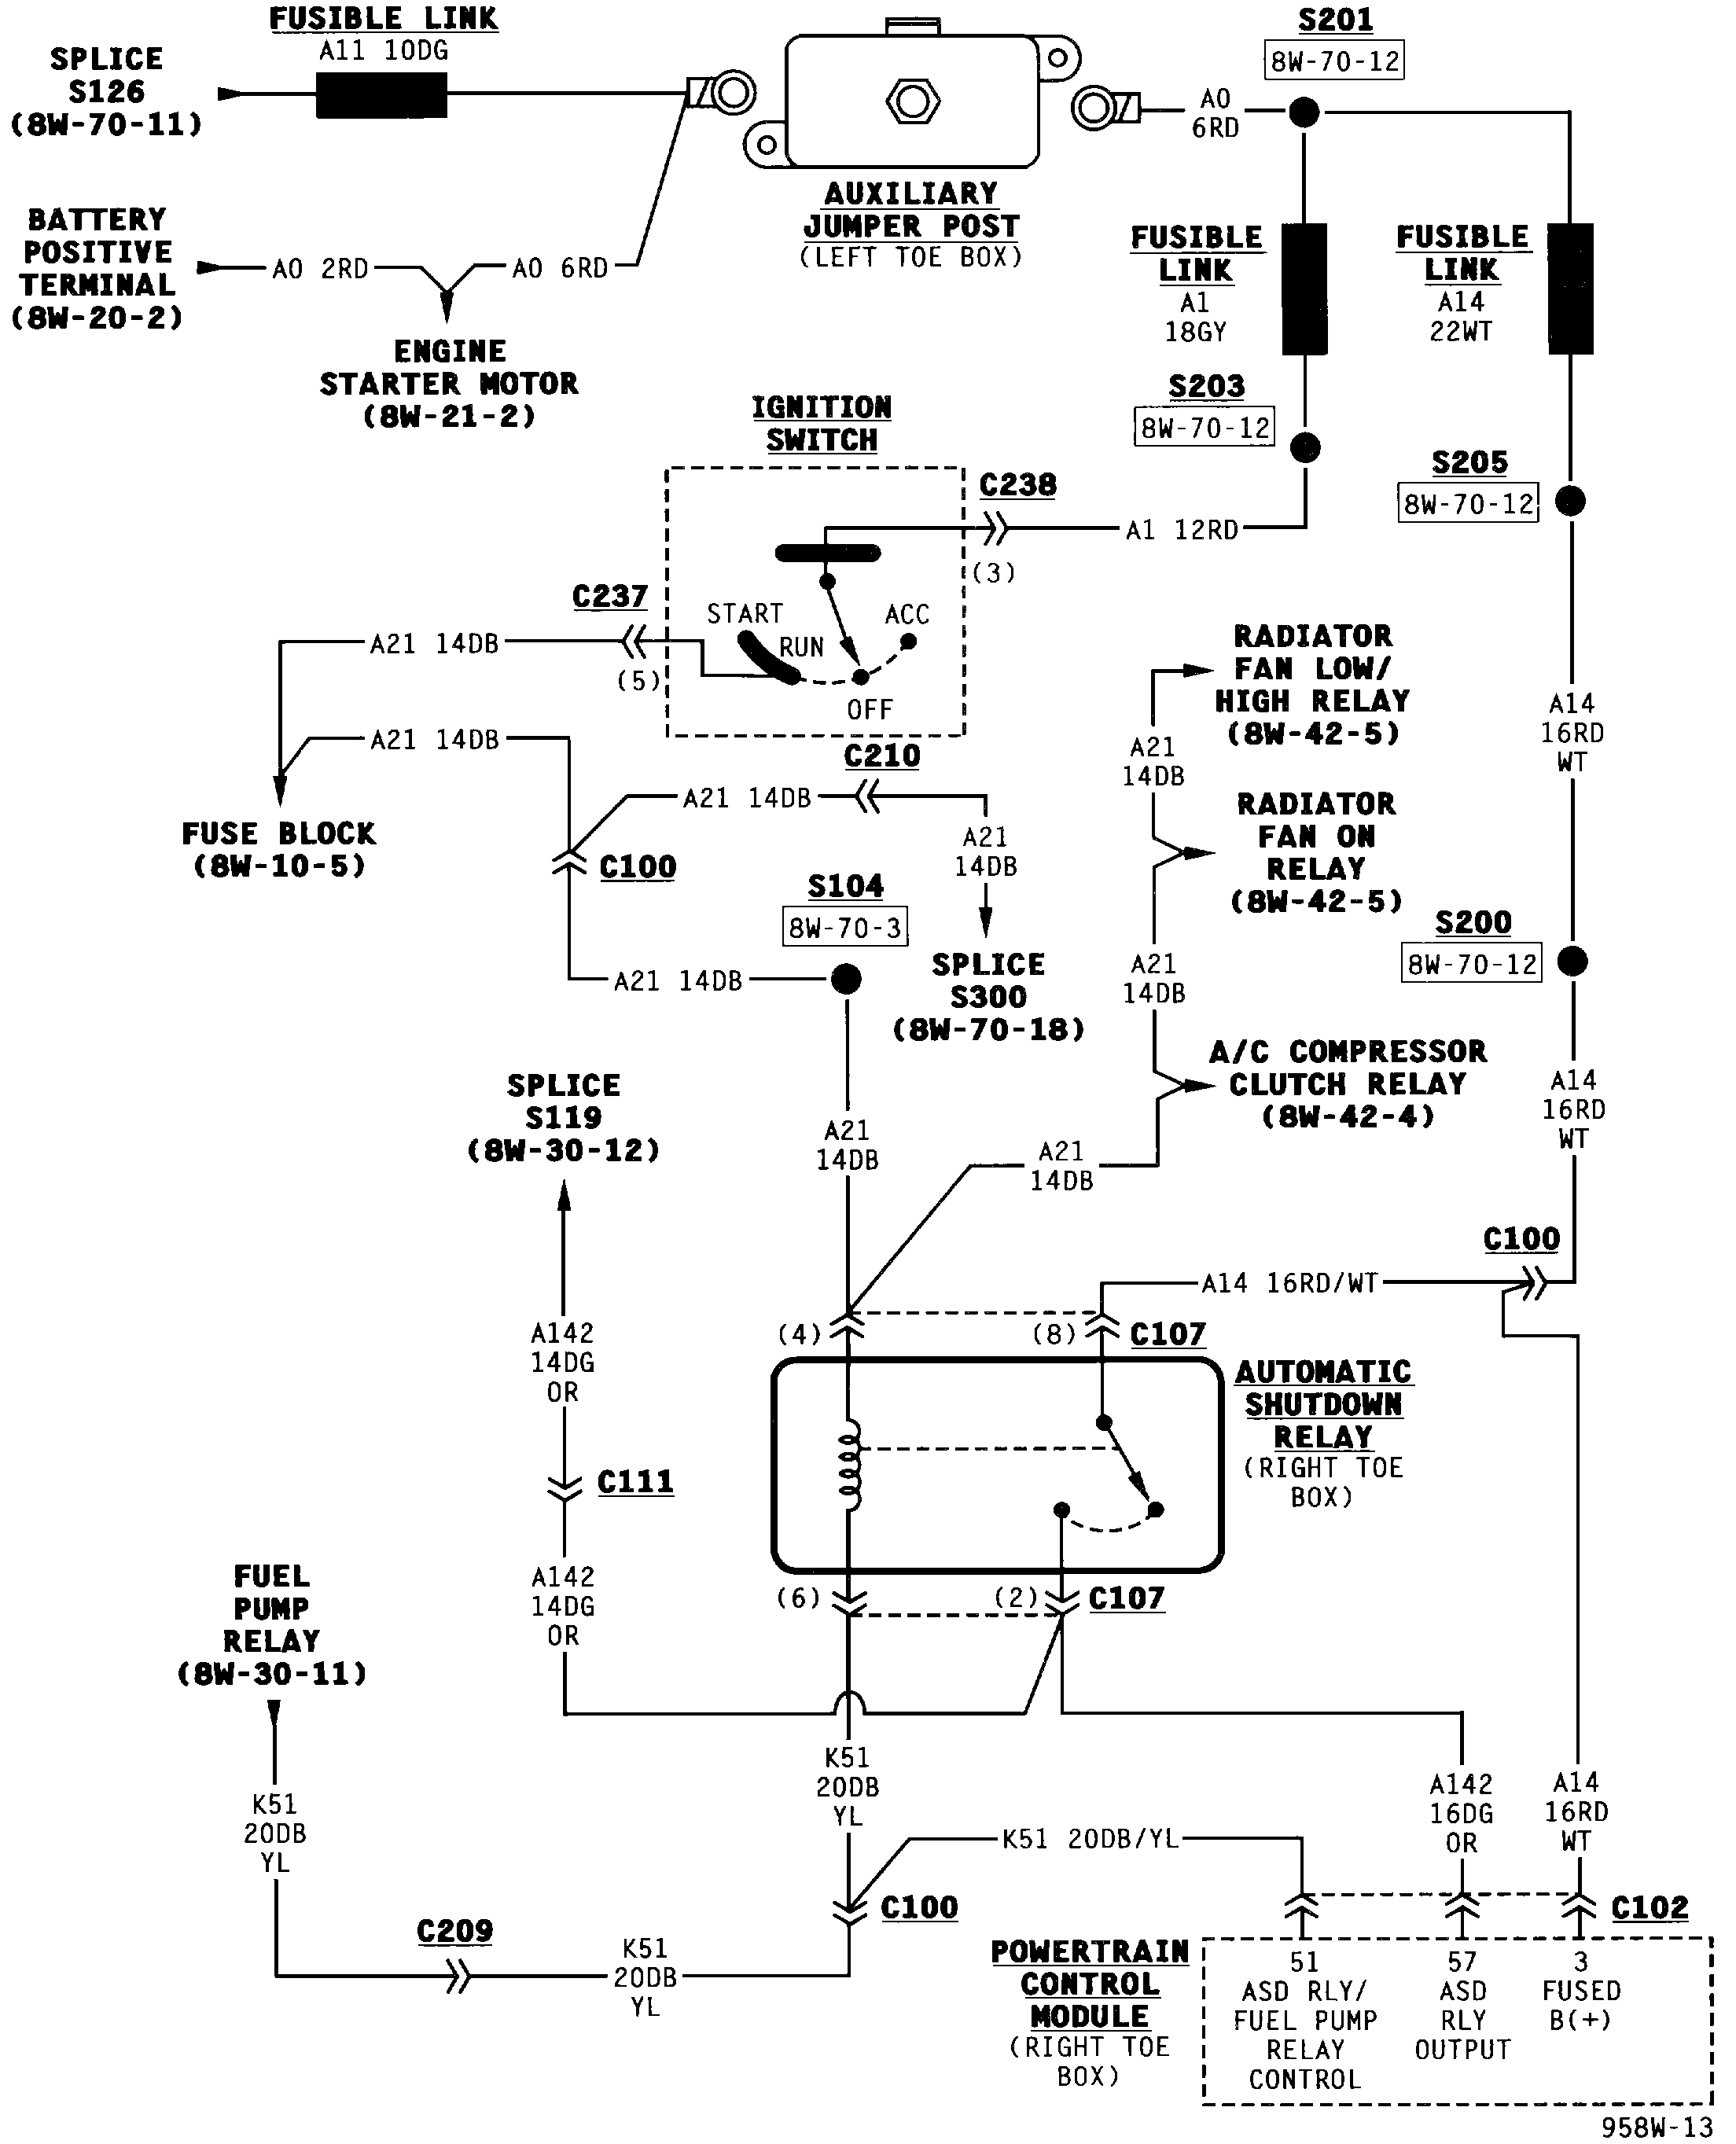 FUSIBLE LINK
A11 10DG
SPLICE
S126
(8W-70-11)
S201
8W-70-12
A0
6RD
AUXILIARY
JUMPER POST
(LEFT TOE BOX)
BATTERY
POSITIVE
TERMINAL
(8W-20-2)
A0 2RD
A0 6RD
ENGINE
STARTER MOTOR
(8W-21-2)
FUSIBLE
LINK
A1
18GY
FUSIBLE
LINK
A14
22WT
S203
8W-70-12
S205
8W-70-12
IGNITION
SWITCH
C238
A1 12RD
(3)
C237
START
RUN
ACC
OFF
A21 14DB
(5)
A21 14DB
FUSE BLOCK
(8W-10-5)
C210
A21 14DB
A21
14DB
C100
S104
8W-70-3
SPLICE
S300
(8W-70-18)
A21 14DB
RADIATOR
FAN LOW/
HIGH RELAY
(8W-42-5)
A21
14DB
RADIATOR
FAN ON
RELAY
(8W-42-5)
A14
16RD
WT
S200
8W-70-12
A21
14DB
A/C COMPRESSOR
CLUTCH RELAY
(8W-42-4)
A14
16RD
WT
SPLICE
S119
(8W-30-12)
A21
14DB
A21
14DB
C100
A14 16RD/WT
(4)
(8)
C107
AUTOMATIC
SHUTDOWN
RELAY
(RIGHT TOE
BOX)
A142
14DG
OR
C111
A142
14DG
OR
(6)
(2)
C107
FUEL
PUMP
RELAY
(8W-30-11)
K51
20DB
YL
K51
20DB
YL
K51 20DB/YL
A142
16DG
OR
A14
16RD
WT
C100
C102
C209
K51
20DB
YL
POWERTRAIN
CONTROL
MODULE
(RIGHT TOE
BOX)
51
ASD RLY/
FUEL PUMP
RELAY
CONTROL
57
ASD
RLY
OUTPUT
3
FUSED
B(+)
958W-13